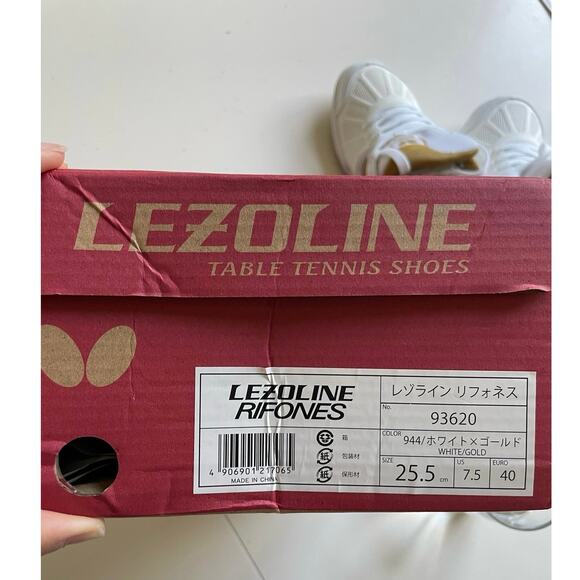 LEZOLINE
TABLE TENNIS SHOES
LEZOLINE
RIFONES
レゾライン リフォネス
No.
93620
COLOR
944/ホワイト×ゴールド
WHITE/GOLD
SIZE
25.5 cm
US
7.5
EURO
40
紙 箱
紙 包装材
紙 保形材
4 906901 217065
MADE IN CHINA